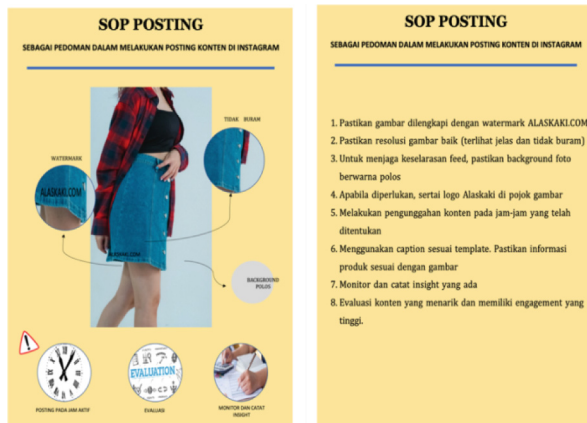 SOP POSTING
SEBAGAI PEDOMAN DALAM MELAKUKAN POSTING KONTEN DI INSTAGRAM
TIDAK BURAM
WATERMARK
ALASKAKI.COM
ALASKAKI.COM
BACKGROUND
POLOS
EVALUATION
POSTING PADA JAM AKTIF
EVALUASI
MONITOR DAN CATAT
INSIGHT
SOP POSTING
SEBAGAI PEDOMAN DALAM MELAKUKAN POSTING KONTEN DI INSTAGRAM
1. Pastikan gambar dilengkapi dengan watermark ALASKAKI.COM
2. Pastikan resolusi gambar baik (terlihat jelas dan tidak buram)
3. Untuk menjaga keselarasan feed, pastikan background foto
berwarna polos
4. Apabila diperlukan, sertai logo Alaskaki di pojok gambar
5. Melakukan pengunggahan konten pada jam-jam yang telah
ditentukan
6. Menggunakan caption sesuai template. Pastikan informasi
produk sesuai dengan gambar
7. Monitor dan catat insight yang ada
8. Evaluasi konten yang menarik dan memiliki engagement yang
tinggi.